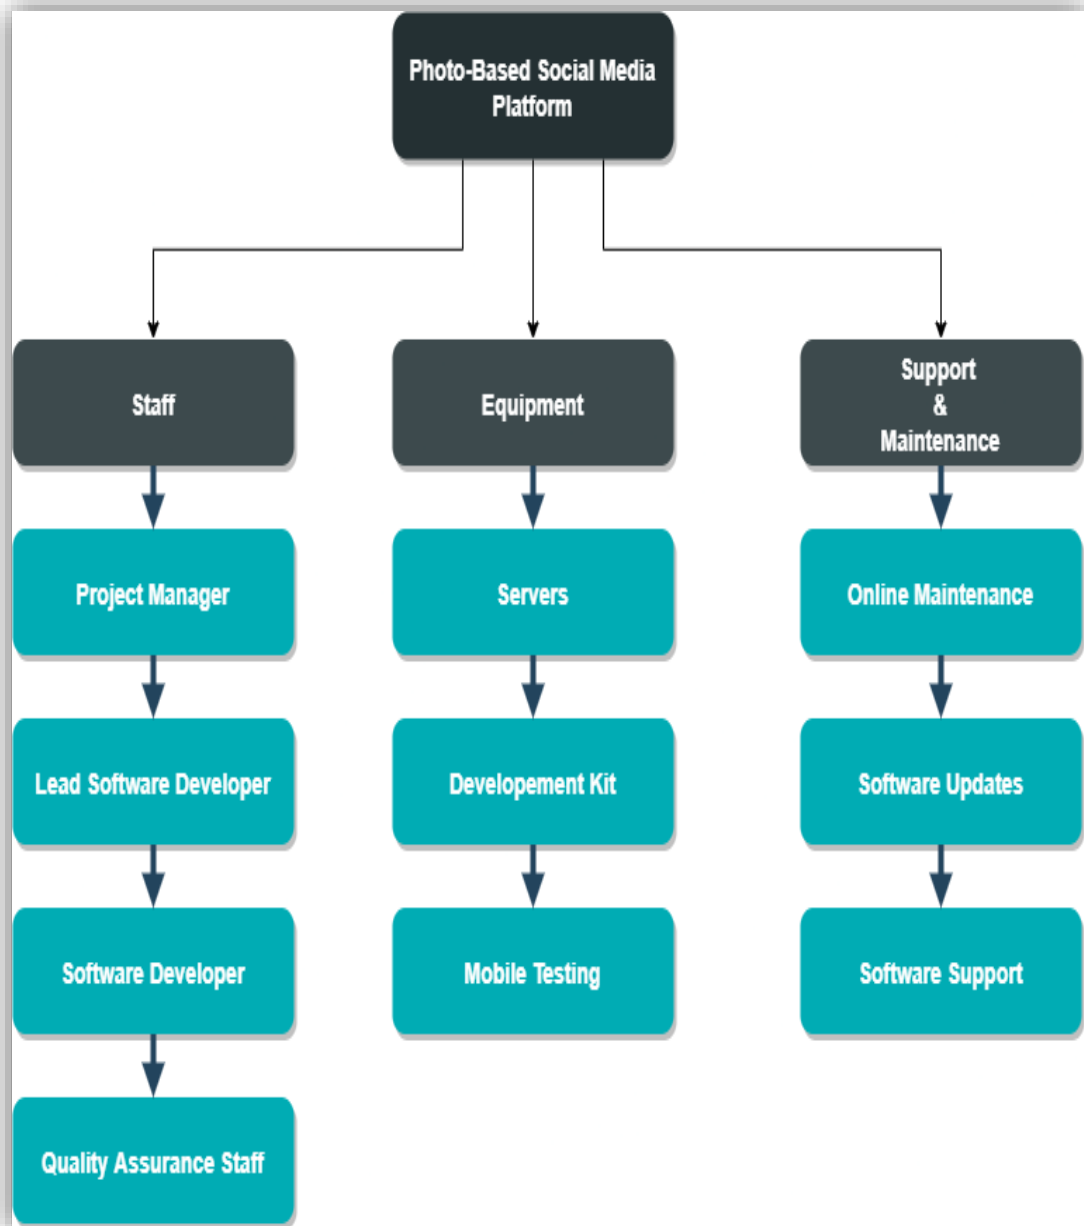 Photo-Based Social Media
Platform
Staff
Equipment
Support
&
Maintenance
Project Manager
Servers
Online Maintenance
Lead Software Developer
Developement Kit
Software Updates
Software Developer
Mobile Testing
Software Support
Quality Assurance Staff